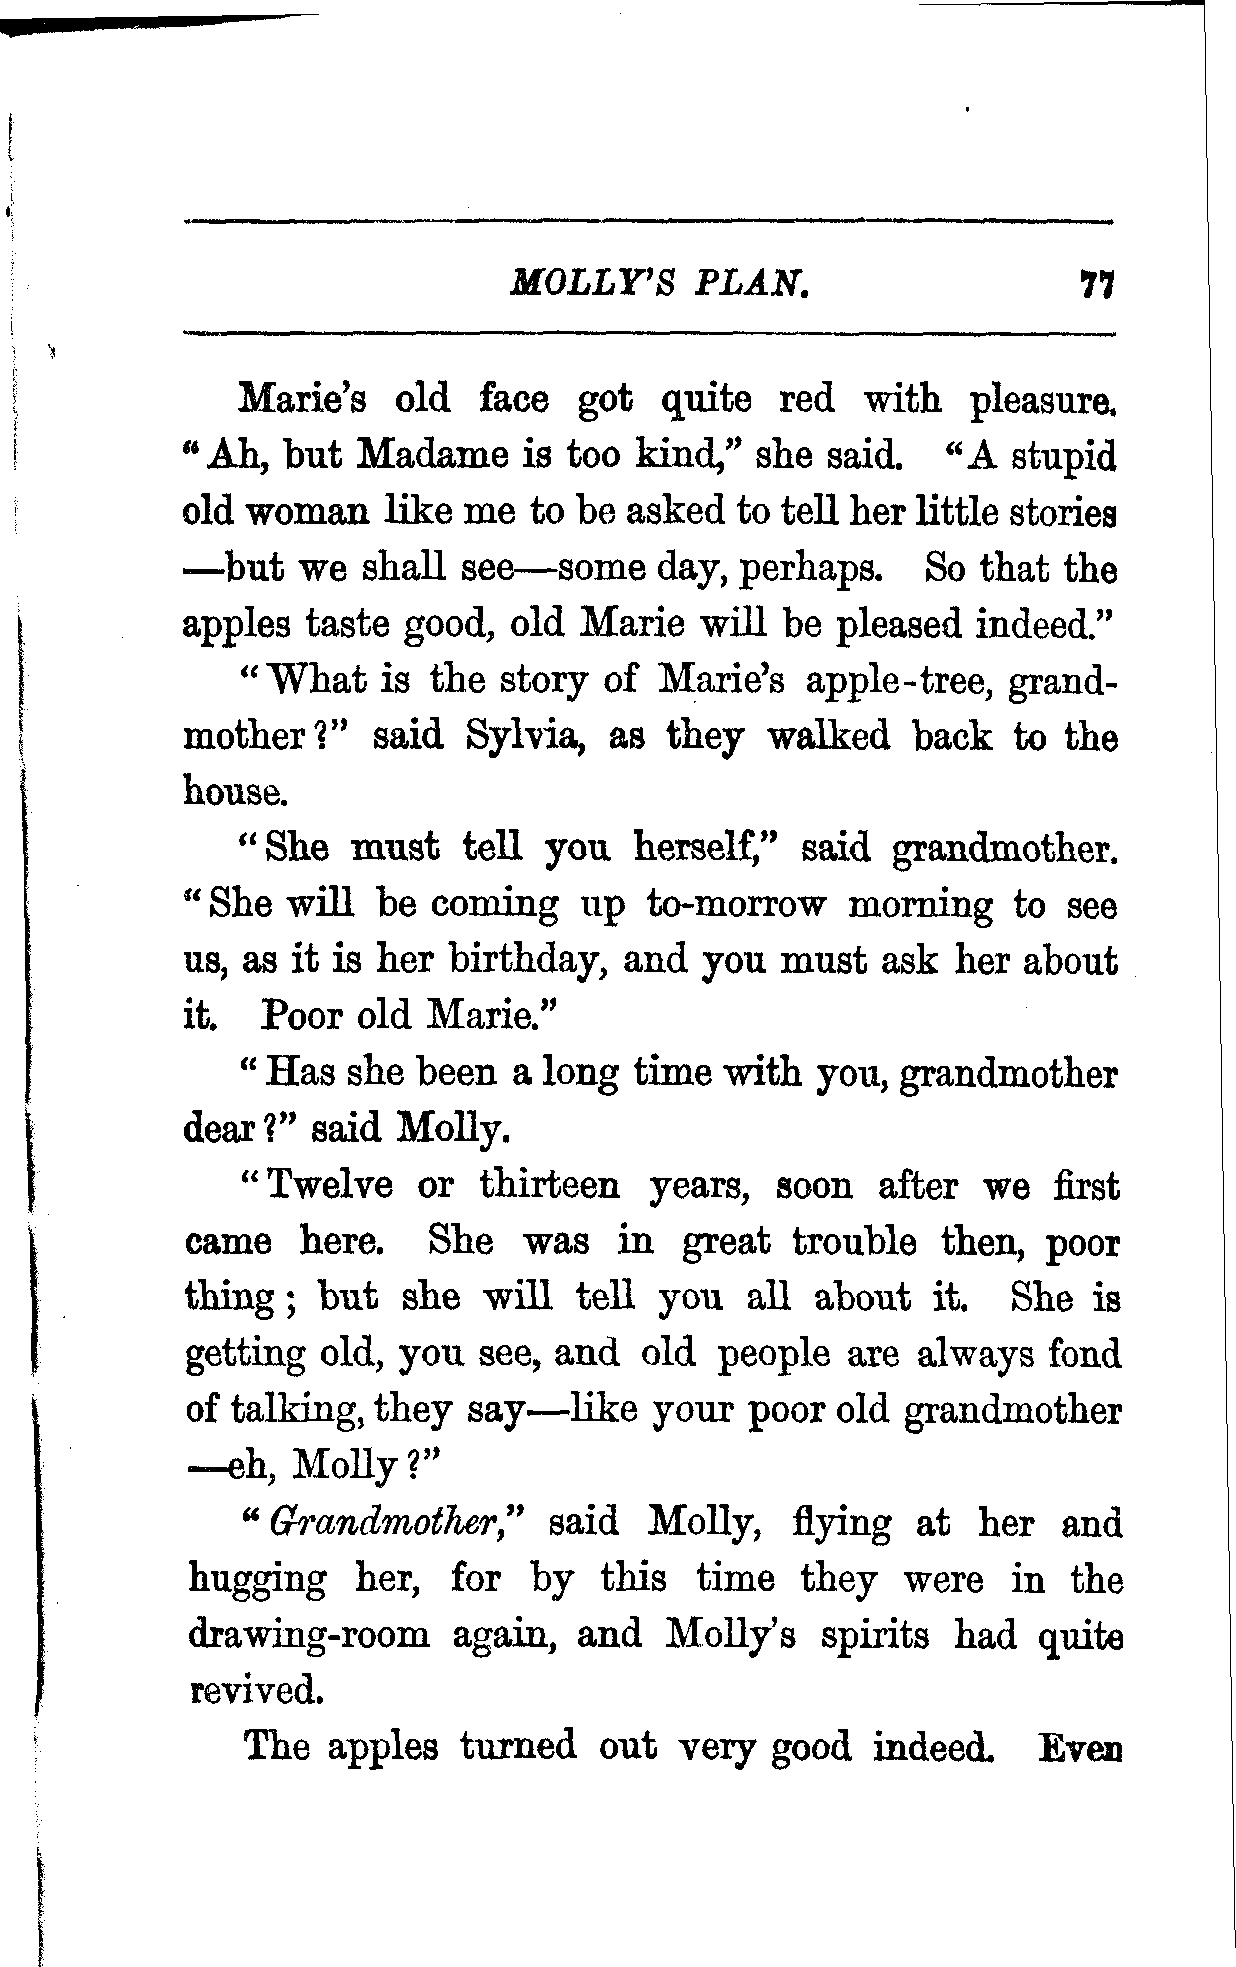 MOLLY'S PLAN. 77
Marie's old face got quite red with pleasure.
"Ah, but Madame is too kind," she said. "A stupid
old woman like me to be asked to tell her little stories
—but we shall see—some day, perhaps. So that the
apples taste good, old Marie will be pleased indeed."
"What is the story of Marie's apple-tree, grand-
mother?" said Sylvia, as they walked back to the
house.
"She must tell you herself," said grandmother.
"She will be coming up to-morrow morning to see
us, as it is her birthday, and you must ask her about
it. Poor old Marie."
"Has she been a long time with you, grandmother
dear?" said Molly.
"Twelve or thirteen years, soon after we first
came here. She was in great trouble then, poor
thing; but she will tell you all about it. She is
getting old, you see, and old people are always fond
of talking, they say—like your poor old grandmother
—eh, Molly?"
"Grandmother," said Molly, flying at her and
hugging her, for by this time they were in the
drawing-room again, and Molly's spirits had quite
revived.
The apples turned out very good indeed. Even